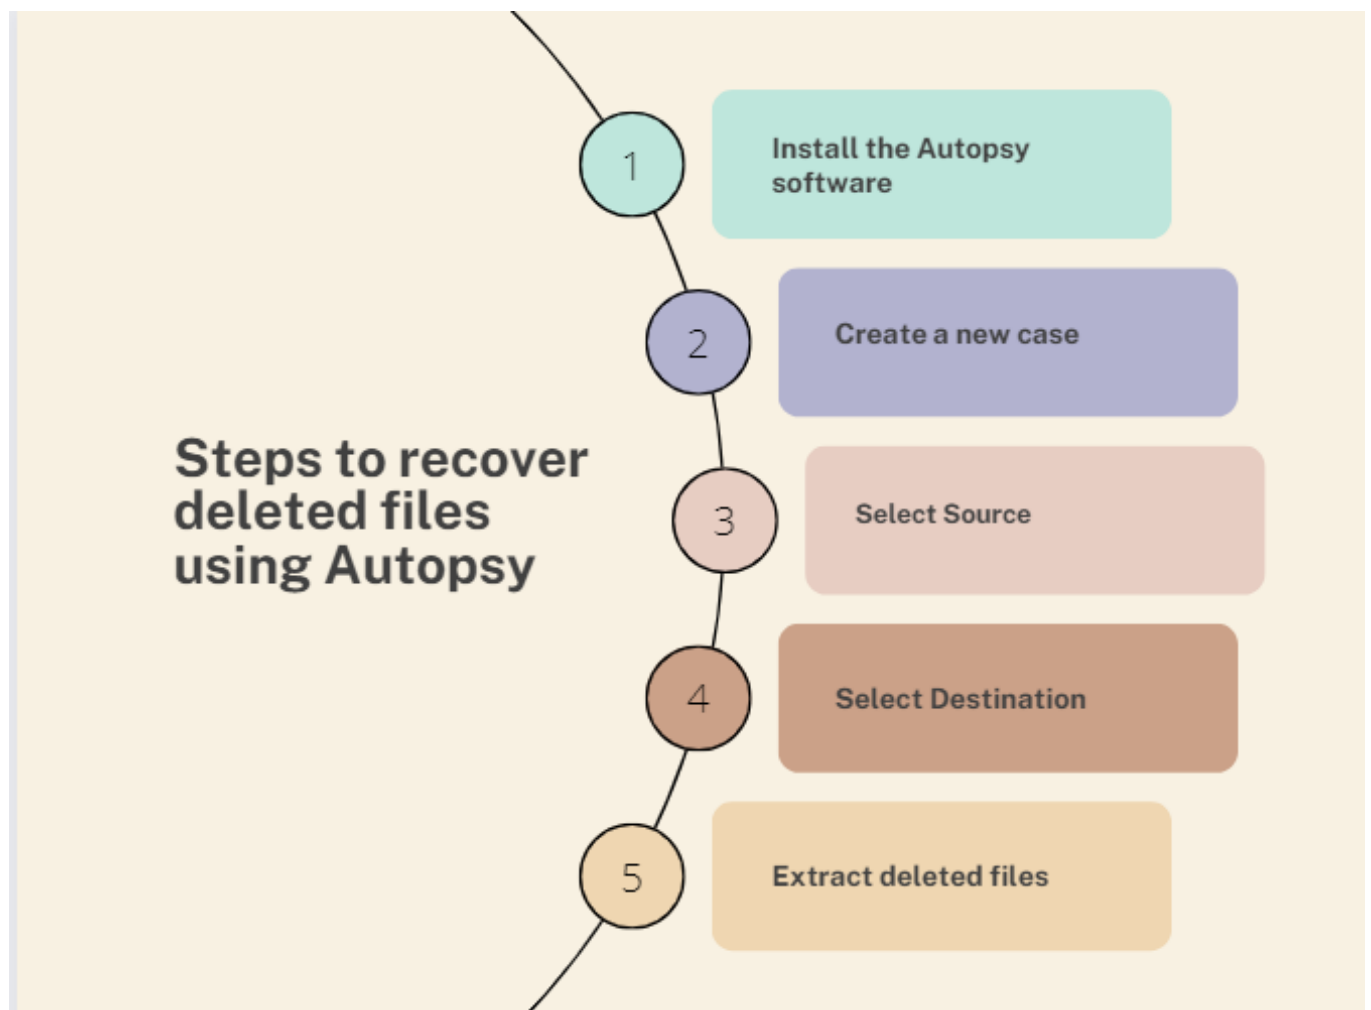 Steps to recover
deleted files
using Autopsy
1
Install the Autopsy
software
2
Create a new case
3
Select Source
4
Select Destination
5
Extract deleted files